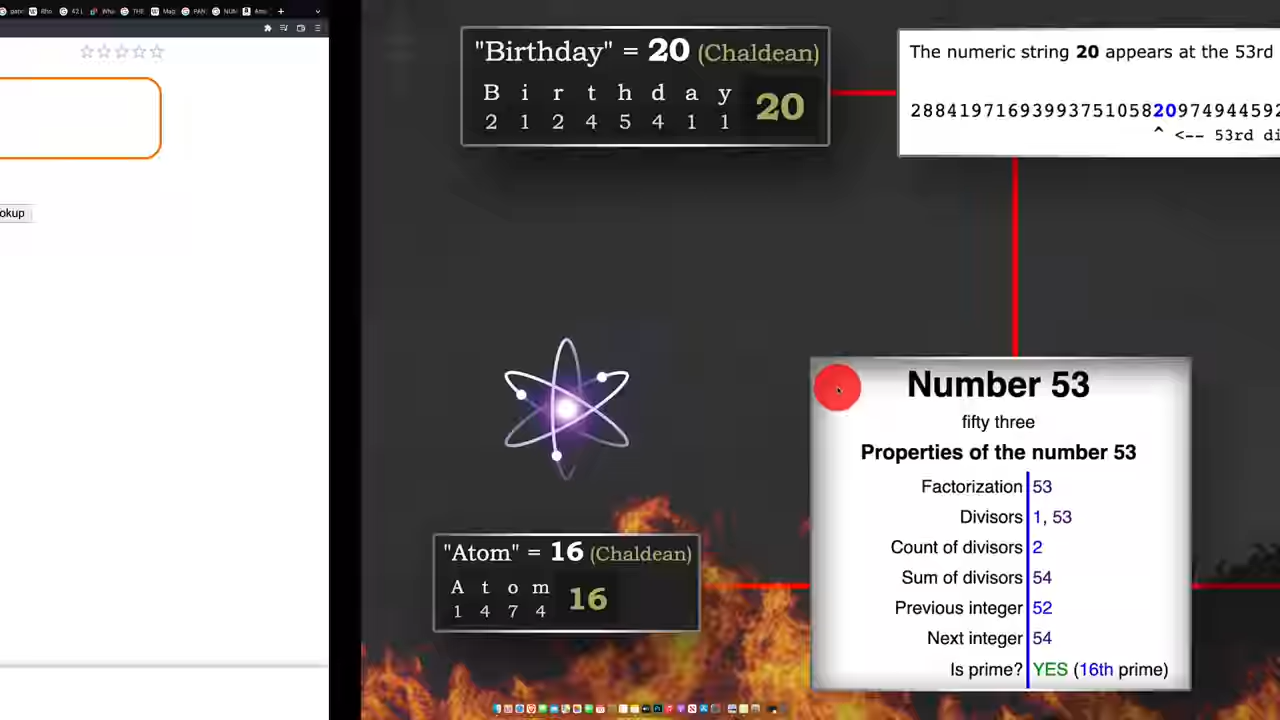 "Birthday" = 20 (Chaldean)
B i r t h d a y
2 1 2 4 5 4 1 1
20
The numeric string 20 appears at the 53rd
2884197169399375105820974944592
^ <-- 53rd di
okup
Number 53
fifty three
Properties of the number 53
Factorization 53
Divisors 1, 53
Count of divisors 2
Sum of divisors 54
Previous integer 52
Next integer 54
Is prime? YES (16th prime)
"Atom" = 16 (Chaldean)
A t o m
1 4 7 4
16